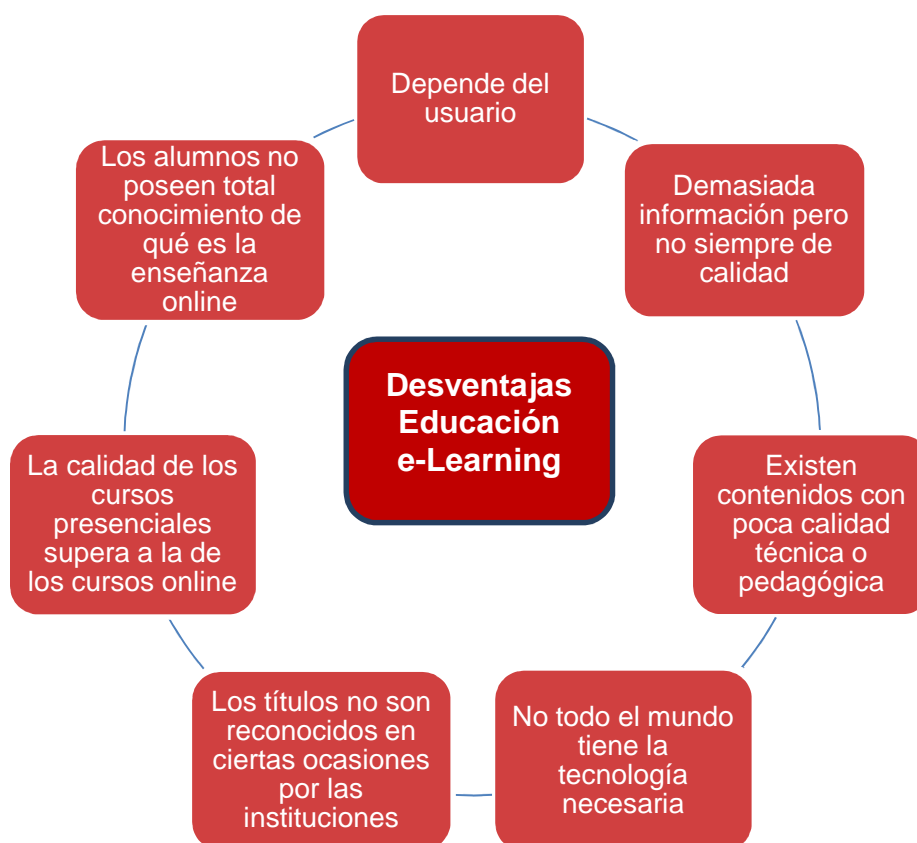 Depende del
usuario
Demasiada
información pero
no siempre de
calidad
Existen
contenidos con
poca calidad
técnica o
pedagógica
No todo el mundo
tiene la
tecnología
necesaria
Los títulos no son
reconocidos en
ciertas ocasiones
por las
instituciones
La calidad de los
cursos
presenciales
supera a la de
los cursos online
Los alumnos no
poseen total
conocimiento de
qué es la
enseñanza
online
Desventajas
Educación
e-Learning